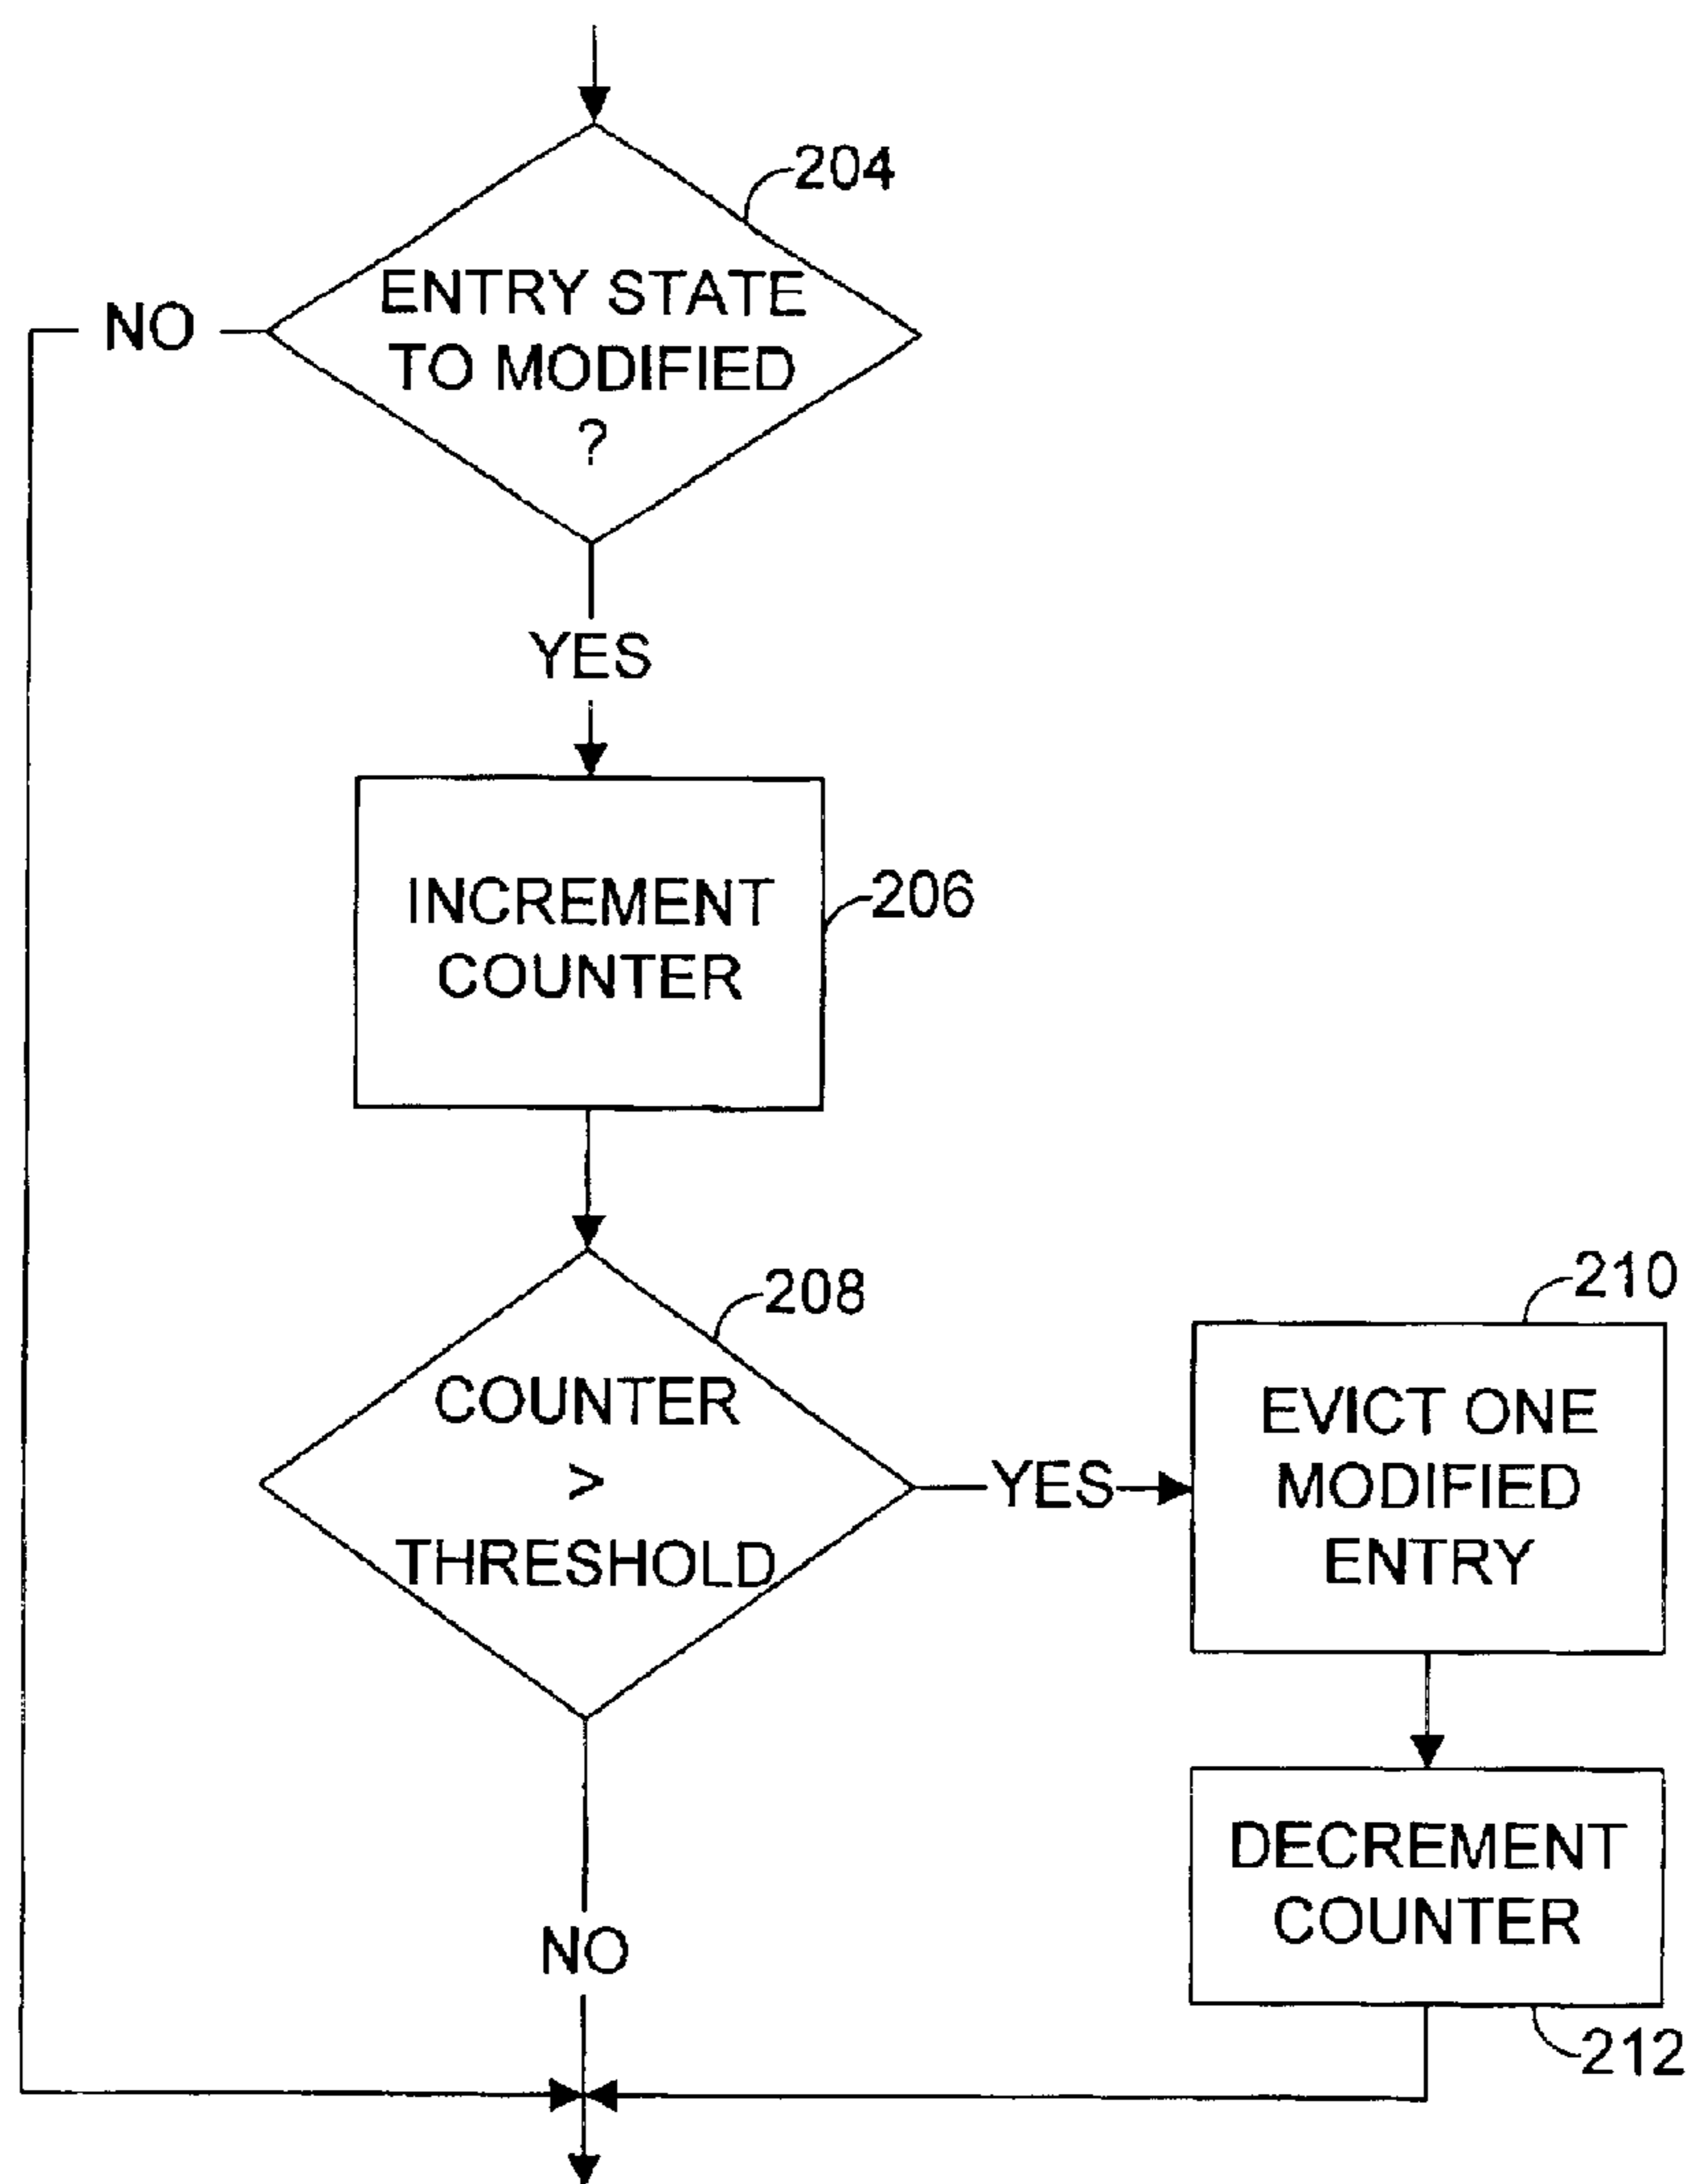 204
ENTRY STATE
TO MODIFIED
?
NO
YES
INCREMENT
COUNTER
206
208
COUNTER
>
THRESHOLD
YES
210
EVICT ONE
MODIFIED
ENTRY
DECREMENT
COUNTER
212
NO